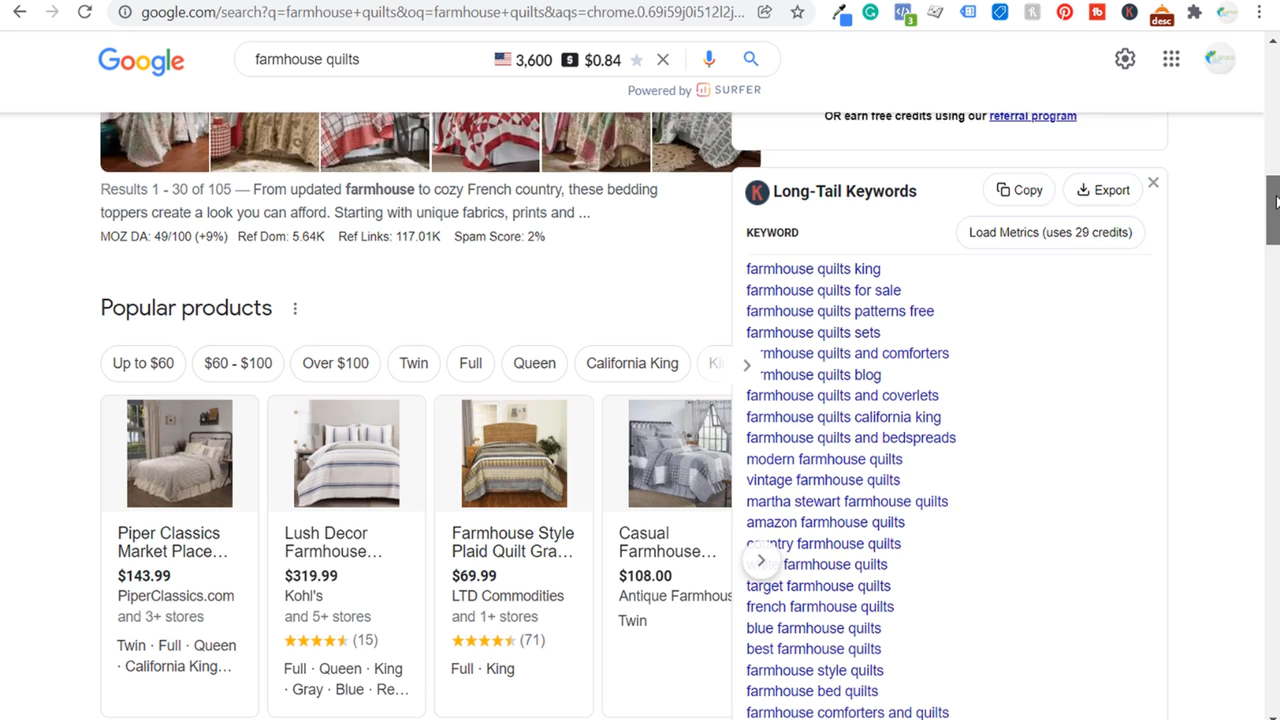 google.com/search?q=farmhouse+quilts&oq=farmhouse+quilts&aqs=chrome.0.69i59j0i512l2j...
3
desc
Google
farmhouse quilts
3,600
$0.84
Powered by SURFER
OR earn free credits using our referral program
Results 1 - 30 of 105 — From updated farmhouse to cozy French country, these bedding
toppers create a look you can afford. Starting with unique fabrics, prints and ...
MOZ DA: 49/100 (+9%) Ref Dom: 5.64K Ref Links: 117.01K Spam Score: 2%
Popular products
Up to $60
$60 - $100
Over $100
Twin
Full
Queen
California King
Piper Classics
Market Place...
$143.99
PiperClassics.com
and 3+ stores
Twin · Full · Queen
· California King...
Lush Decor
Farmhouse...
$319.99
Kohl's
and 5+ stores
(15)
Full · Queen · King
· Gray · Blue · Re...
Farmhouse Style
Plaid Quilt Gra...
$69.99
LTD Commodities
and 1+ stores
(71)
Full · King
Casual
Farmhouse...
$108.00
Antique Farmhous
Twin
K Long-Tail Keywords
Copy
Export
KEYWORD
Load Metrics (uses 29 credits)
farmhouse quilts king
farmhouse quilts for sale
farmhouse quilts patterns free
farmhouse quilts sets
rmhouse quilts and comforters
rmhouse quilts blog
farmhouse quilts and coverlets
farmhouse quilts california king
farmhouse quilts and bedspreads
modern farmhouse quilts
vintage farmhouse quilts
martha stewart farmhouse quilts
amazon farmhouse quilts
country farmhouse quilts
white farmhouse quilts
target farmhouse quilts
french farmhouse quilts
blue farmhouse quilts
best farmhouse quilts
farmhouse style quilts
farmhouse bed quilts
farmhouse comforters and quilts